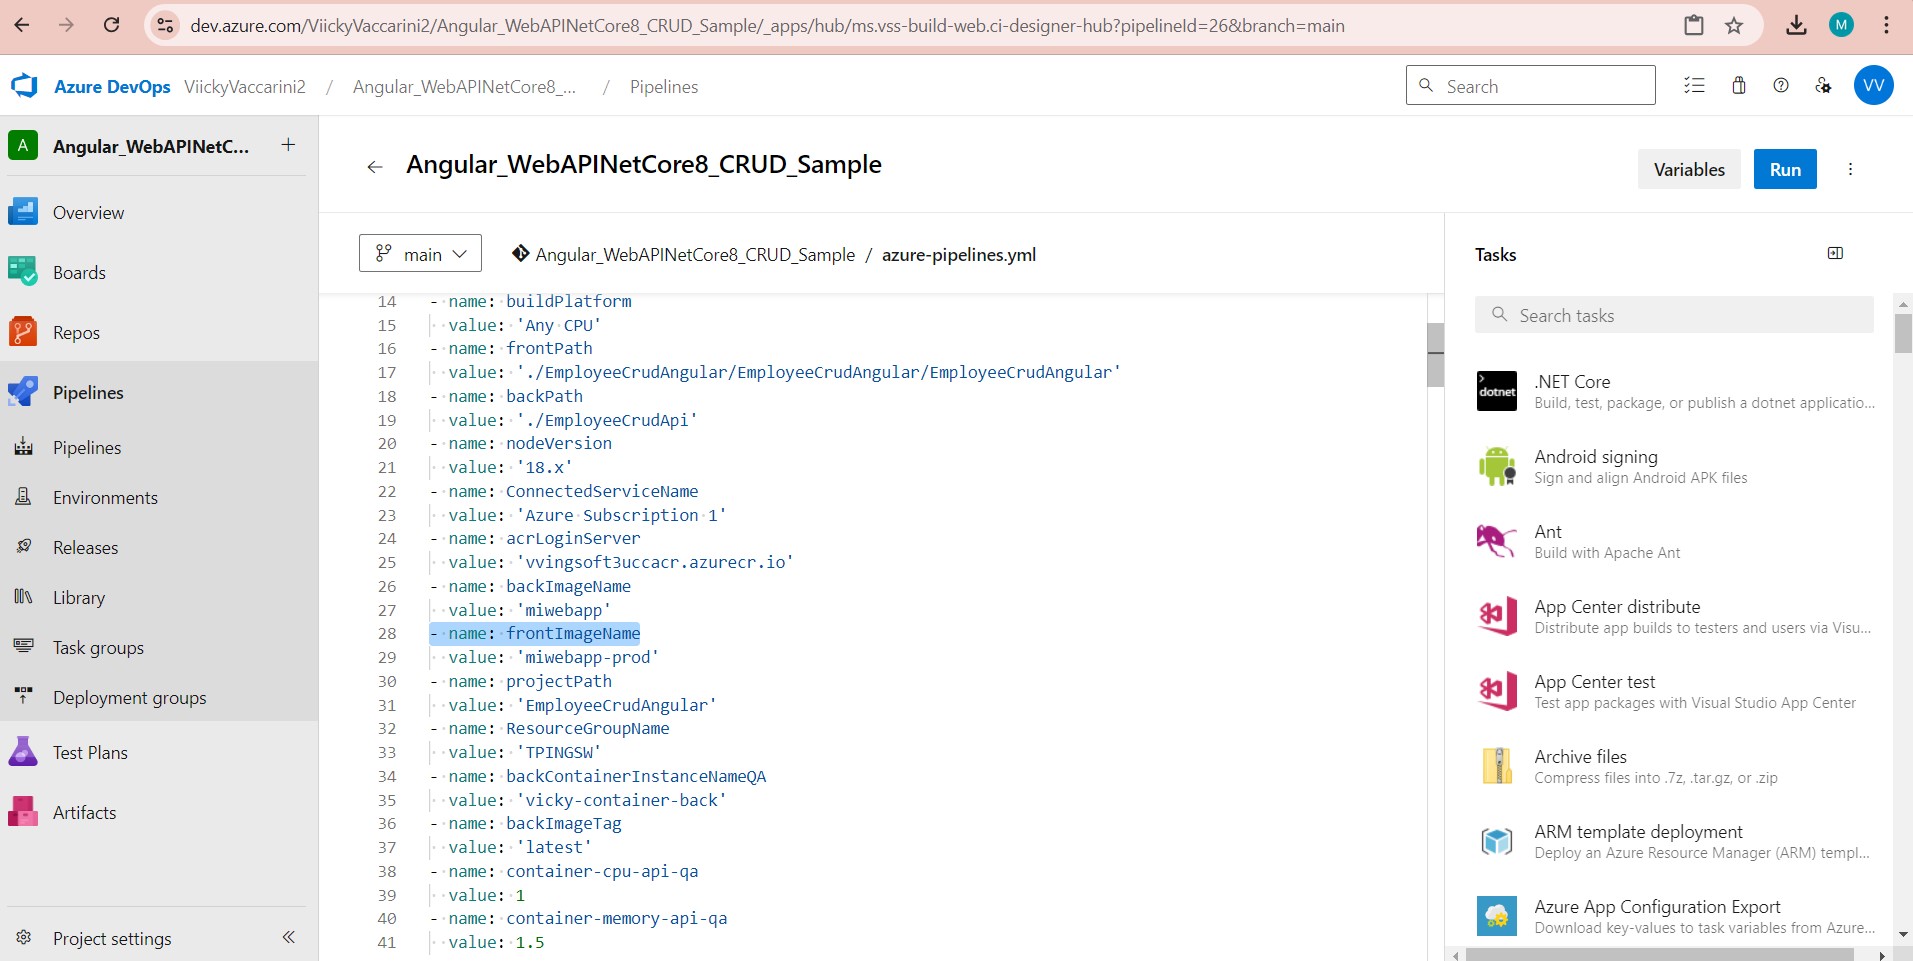 dev.azure.com/ViickyVaccarini2/Angular_WebAPINetCore8_CRUD_Sample/_apps/hub/ms.vss-build-web.ci-designer-hub?pipelineId=26&branch=main
M
Azure DevOps ViickyVaccarini2 / Angular_WebAPINetCore8_... / Pipelines
Search
VV
A Angular_WebAPINetC... +
Overview
Boards
Repos
Pipelines
Pipelines
Environments
Releases
Library
Task groups
Deployment groups
Test Plans
Artifacts
Project settings
Angular_WebAPINetCore8_CRUD_Sample
Variables
Run
main
Angular_WebAPINetCore8_CRUD_Sample / azure-pipelines.yml
14 - name: buildPlatform
15 value: 'Any CPU'
16 - name: frontPath
17 value: './EmployeeCrudAngular/EmployeeCrudAngular/EmployeeCrudAngular'
18 - name: backPath
19 value: './EmployeeCrudApi'
20 - name: nodeVersion
21 value: '18.x'
22 - name: ConnectedServiceName
23 value: 'Azure Subscription 1'
24 - name: acrLoginServer
25 value: 'vvingsoft3uccacr.azurecr.io'
26 - name: backImageName
27 value: 'miwebapp'
28 - name: frontImageName
29 value: 'miwebapp-prod'
30 - name: projectPath
31 value: 'EmployeeCrudAngular'
32 - name: ResourceGroupName
33 value: 'TPINGSW'
34 - name: backContainerInstanceNameQA
35 value: 'vicky-container-back'
36 - name: backImageTag
37 value: 'latest'
38 - name: container-cpu-api-qa
39 value: 1
40 - name: container-memory-api-qa
41 value: 1.5
Tasks
Search tasks
dotnet
.NET Core
Build, test, package, or publish a dotnet applicatio...
Android signing
Sign and align Android APK files
Ant
Build with Apache Ant
App Center distribute
Distribute app builds to testers and users via Visu...
App Center test
Test app packages with Visual Studio App Center
Archive files
Compress files into .7z, .tar.gz, or .zip
ARM template deployment
Deploy an Azure Resource Manager (ARM) templ...
Azure App Configuration Export
Download key-values to task variables from Azure...